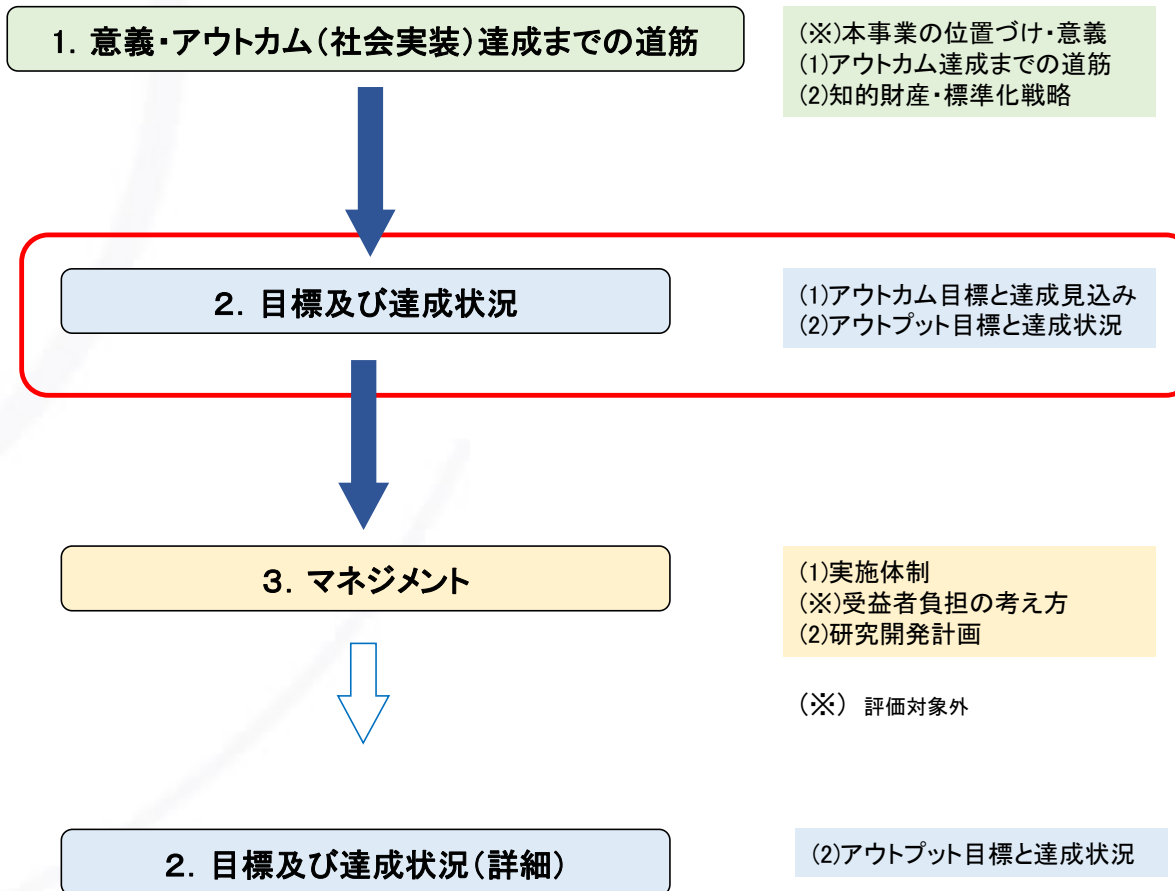 1. 意義・アウトカム（社会実装）達成までの道筋
(※)本事業の位置づけ・意義
(1)アウトカム達成までの道筋
(2)知的財産・標準化戦略
2. 目標及び達成状況
(1)アウトカム目標と達成見込み
(2)アウトプット目標と達成状況
3. マネジメント
(1)実施体制
(※)受益者負担の考え方
(2)研究開発計画
(※) 評価対象外
2. 目標及び達成状況（詳細）
(2)アウトプット目標と達成状況